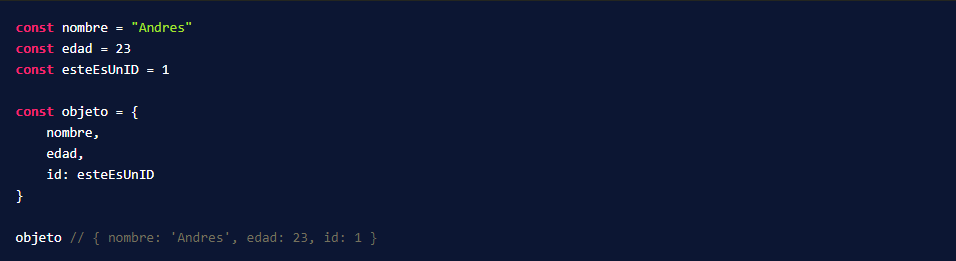 const nombre = "Andres"
const edad = 23
const esteEsUnID = 1

const objeto = {
    nombre,
    edad,
    id: esteEsUnID
}

objeto // { nombre: 'Andres', edad: 23, id: 1 }